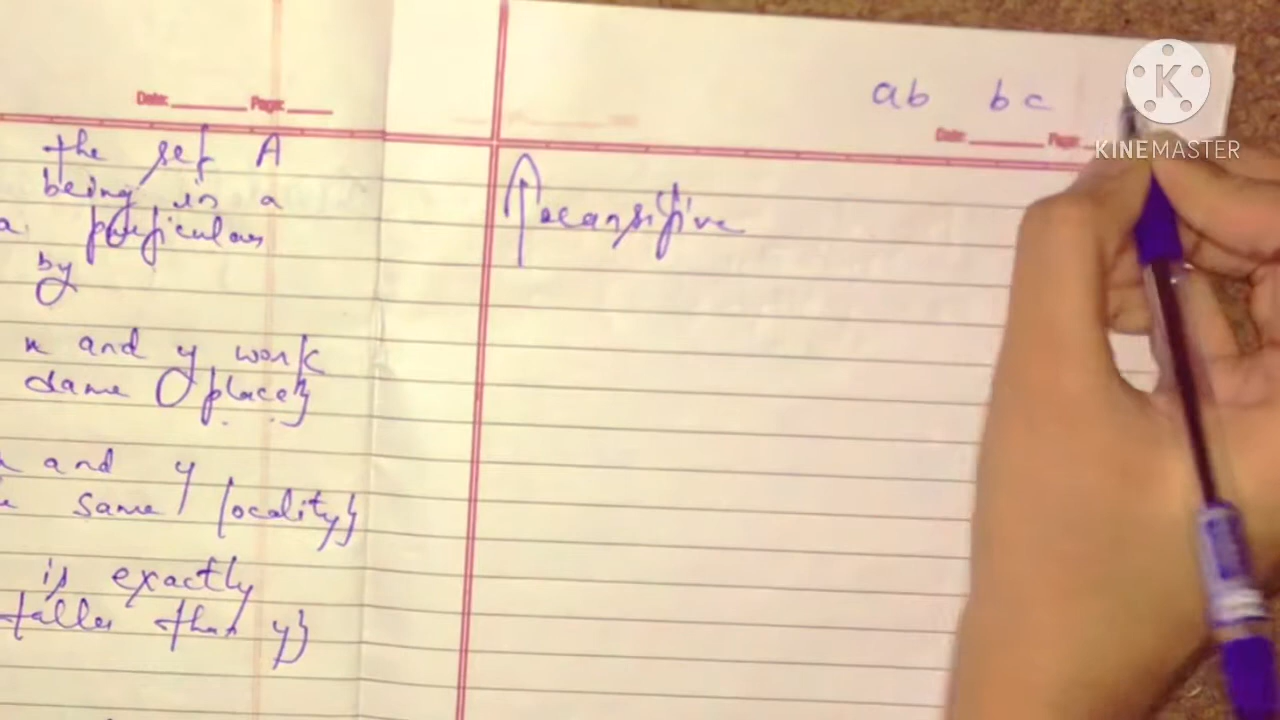 Date: Page:
the set A
being in a
a particular
by
x and y work
same place}
x and y
same locality}
is exactly
taller than y}
ab bc
Date: Page:
Transitive
KINEMASTER